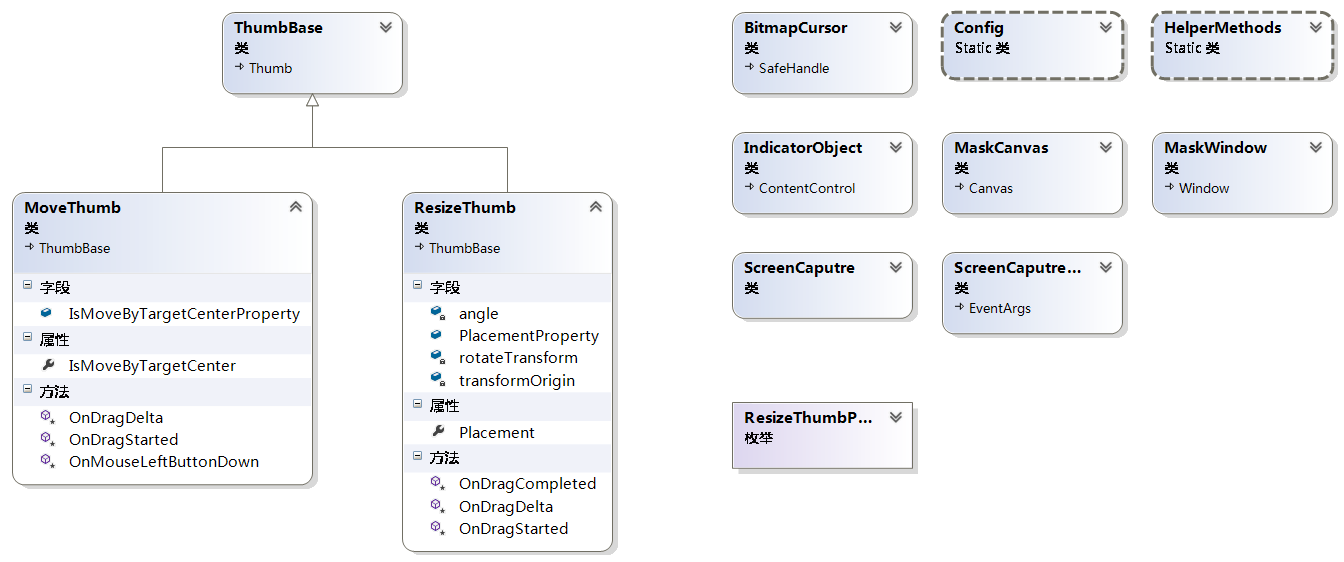 ThumbBase
类
Thumb
MoveThumb
类
ThumbBase
字段
IsMoveByTargetCenterProperty
属性
IsMoveByTargetCenter
方法
OnDragDelta
OnDragStarted
OnMouseLeftButtonDown
ResizeThumb
类
ThumbBase
字段
angle
PlacementProperty
rotateTransform
transformOrigin
属性
Placement
方法
OnDragCompleted
OnDragDelta
OnDragStarted
BitmapCursor
类
SafeHandle
Config
Static 类
HelperMethods
Static 类
IndicatorObject
类
ContentControl
MaskCanvas
类
Canvas
MaskWindow
类
Window
ScreenCaputre
类
ScreenCaputre...
类
EventArgs
ResizeThumbP...
枚举